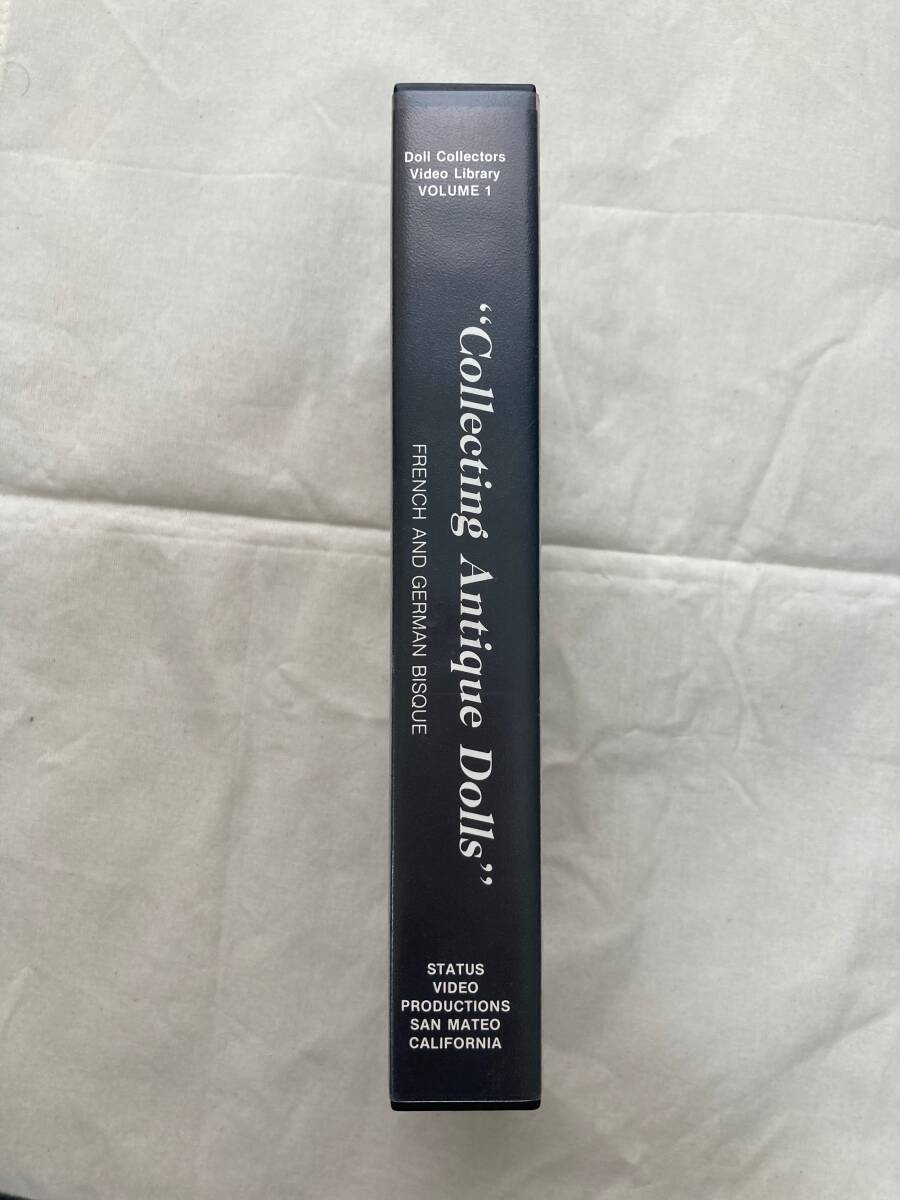 Doll Collectors
Video Library
VOLUME 1
“Collecting Antique Dolls”
FRENCH AND GERMAN BISQUE
STATUS
VIDEO
PRODUCTIONS
SAN MATEO
CALIFORNIA